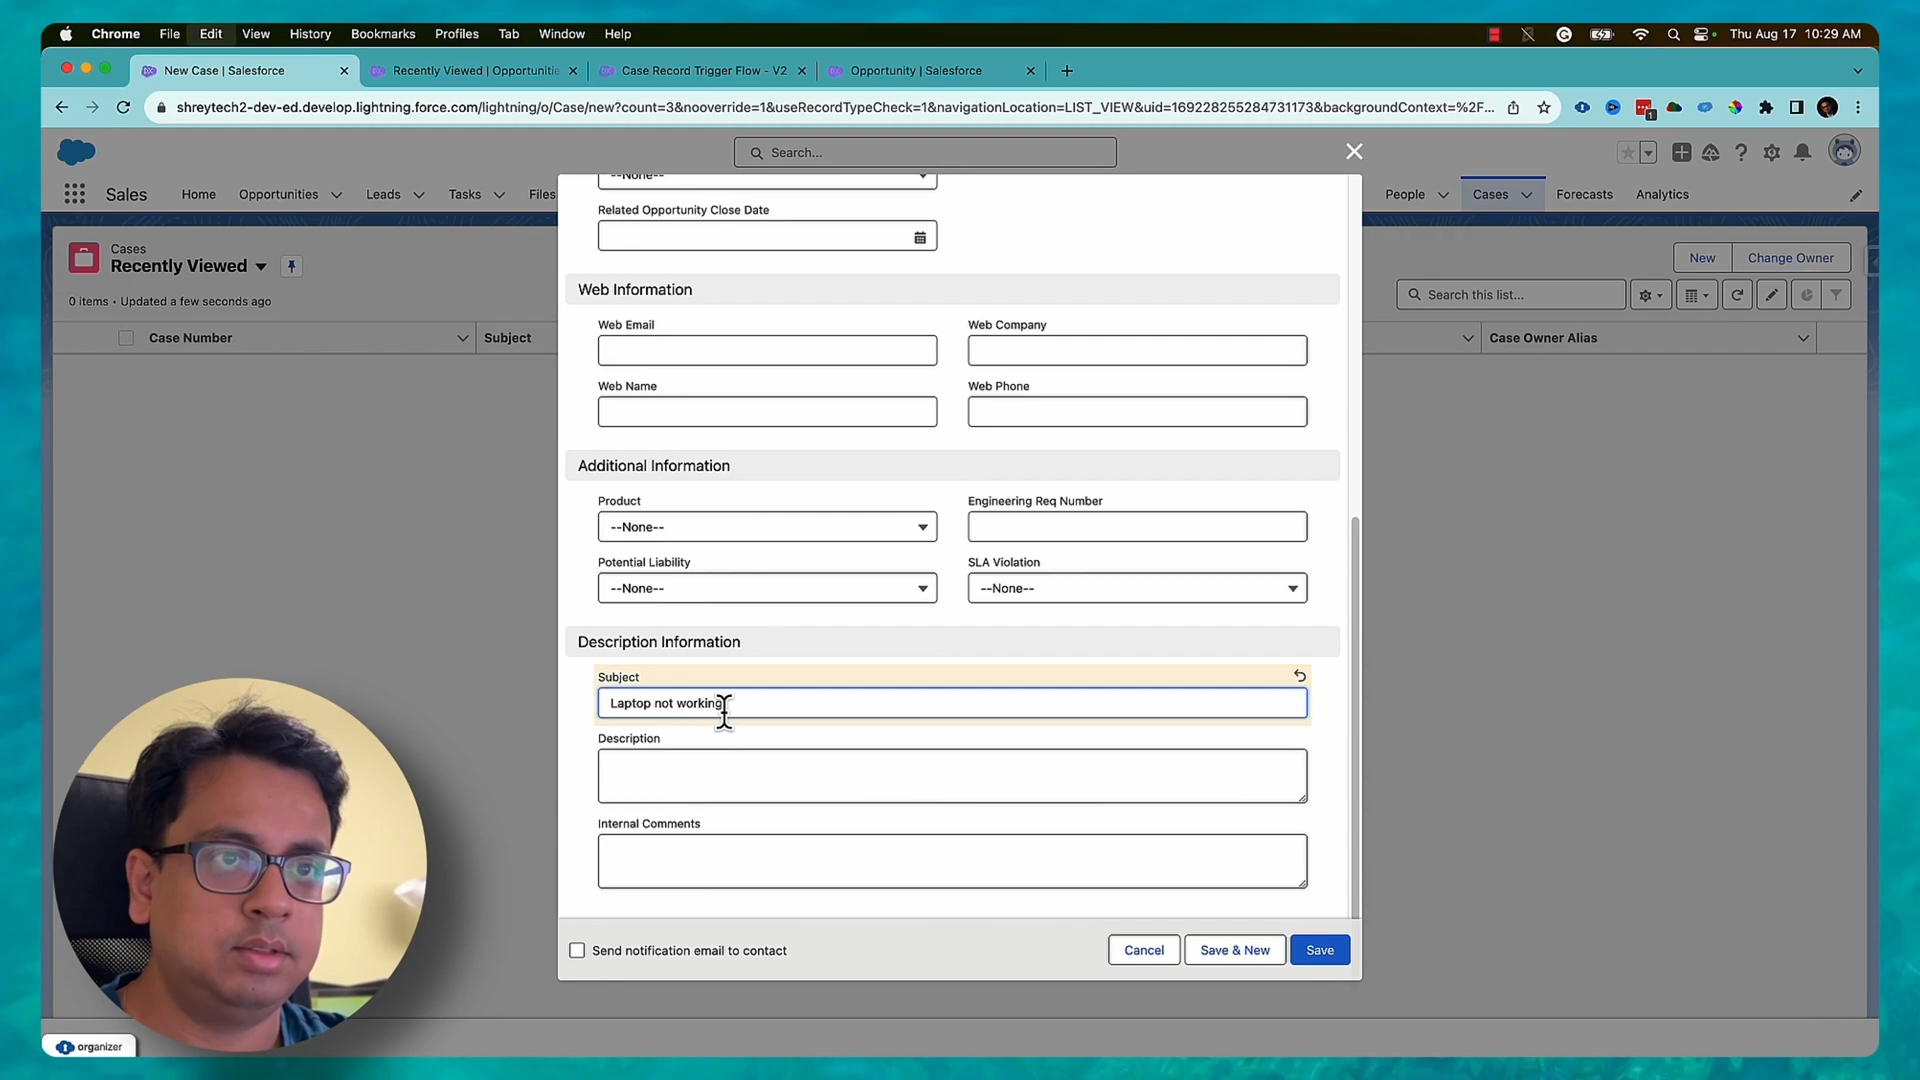 Chrome File Edit View History Bookmarks Profiles Tab Window Help Thu Aug 17 10:29 AM
New Case | Salesforce Recently Viewed | Opportunitie Case Record Trigger Flow - V2 Opportunity | Salesforce
shreytech2-dev-ed.develop.lightning.force.com/lightning/o/Case/new?count=3&nooverride=1&useRecordTypeCheck=1&navigationLocation=LIST_VIEW&uid=169228255284731173&backgroundContext=%2F... 1
Search...
Sales Home Opportunities Leads Tasks Files People Cases Forecasts Analytics
--None--
Related Opportunity Close Date
Cases
Recently Viewed
New Change Owner
0 items • Updated a few seconds ago
Search this list...
Case Number Subject Case Owner Alias
Web Information
Web Email Web Company
Web Name Web Phone
Additional Information
Product Engineering Req Number
--None--
Potential Liability SLA Violation
--None-- --None--
Description Information
Subject
Laptop not working
Description
Internal Comments
Send notification email to contact Cancel Save & New Save
organizer